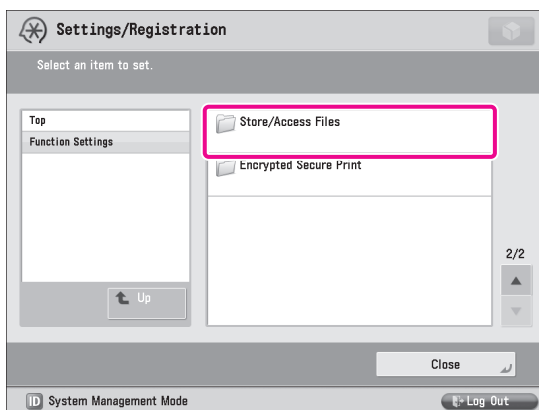 Settings/Registration
Select an item to set.
Top
Function Settings
Store/Access Files
Encrypted Secure Print
2/2
Up
Close
ID System Management Mode
Log Out